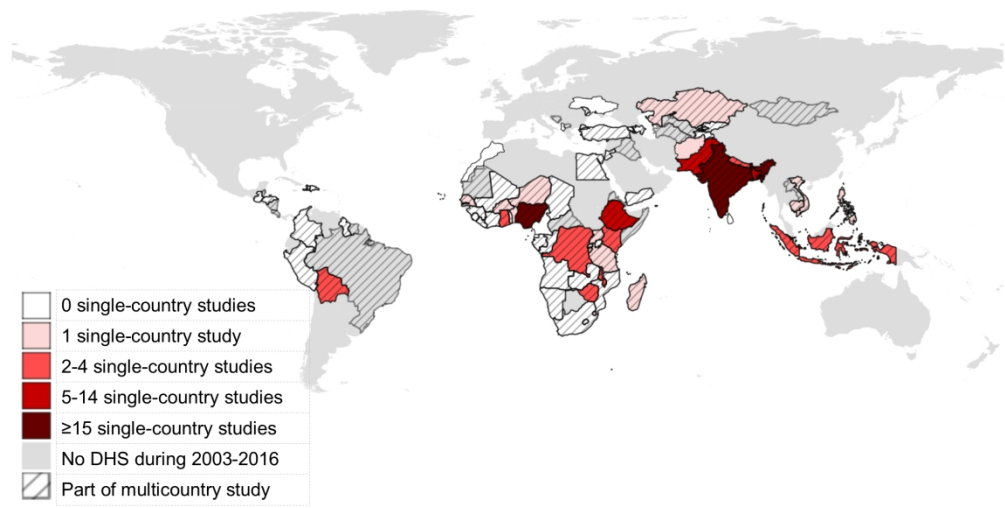 0 single-country studies
1 single-country study
2-4 single-country studies
5-14 single-country studies
≥15 single-country studies
No DHS during 2003-2016
Part of multicountry study